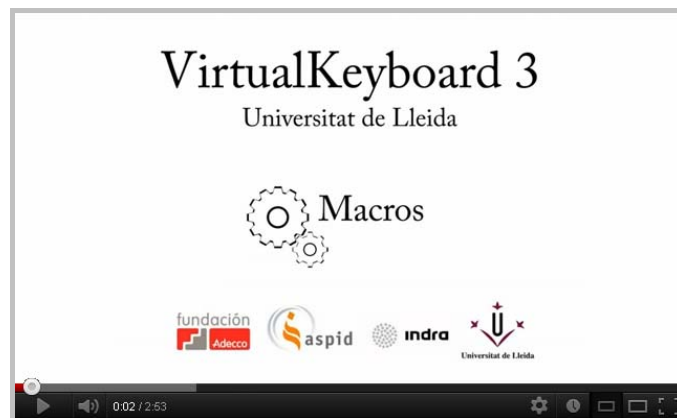 VirtualKeyboard 3
Universitat de Lleida
Macros
fundación
Adecco
aspid
indra
U
Universitat de Lleida
0:02 / 2:53